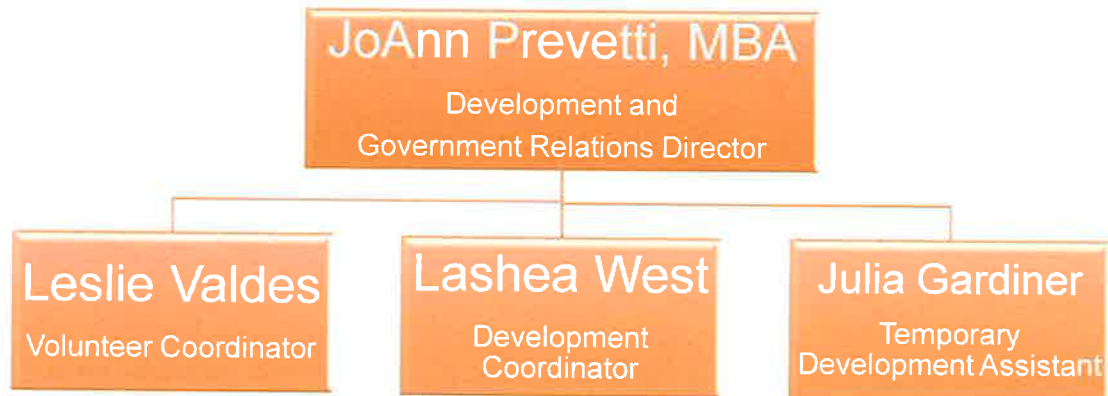 JoAnn Prevetti, MBA
Development and
Government Relations Director
Leslie Valdes
Volunteer Coordinator
Lashea West
Development
Coordinator
Julia Gardiner
Temporary
Development Assistant